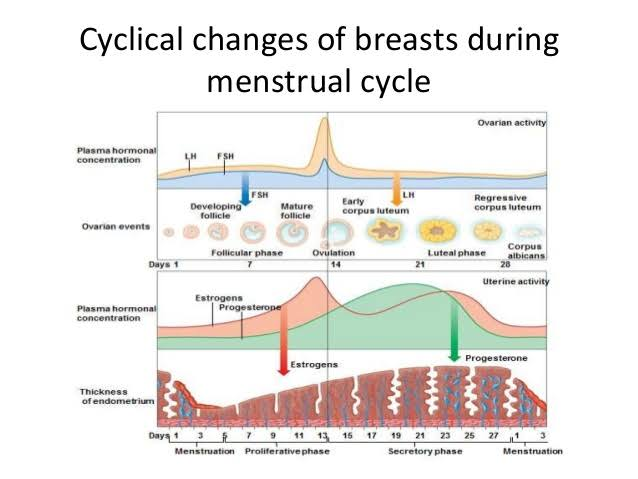 Cyclical changes of breasts during
menstrual cycle
Ovarian activity
Plasma hormonal
concentration
LH
FSH
FSH
LH
Developing
follicle
Mature
follicle
Early
corpus luteum
Regressive
corpus luteum
Ovarian events
Follicular phase
Ovulation
Luteal phase
Corpus
albicans
Days 1 7 14 21 28
Uterine activity
Estrogens
Progesterone
Plasma hormonal
concentration
Estrogens
Progesterone
Thickness
of endometrium
Days 1 3 5 7 9 11 13 15 17 19 21 23 25 27 1 3
Menstruation Proliferative phase Secretory phase Menstruation